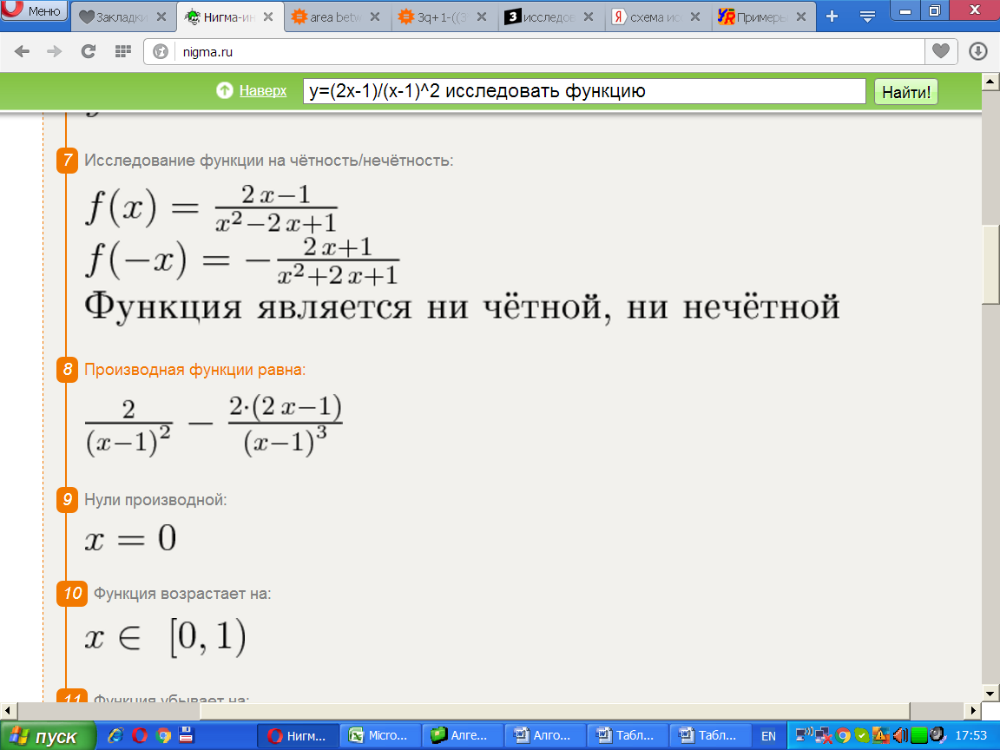 Меню
Закладки
Нигма-ин
area betw
3q+1-((3
исследов
схема исс
Примеры
nigma.ru
Наверх
y=(2x-1)/(x-1)^2 исследовать функцию
Найти!
7 Исследование функции на чётность/нечётность:
f(x) = \frac{2x-1}{x^2-2x+1}
f(-x) = -\frac{2x+1}{x^2+2x+1}
Функция является ни чётной, ни нечётной
8 Производная функции равна:
\frac{2}{(x-1)^2} - \frac{2·(2x-1)}{(x-1)^3}
9 Нули производной:
x = 0
10 Функция возрастает на:
x ∈ [0, 1)
11 Функция убывает на:
пуск
Нигм...
Micro...
Алге...
Алго...
Табл...
Табл...
EN
17:53